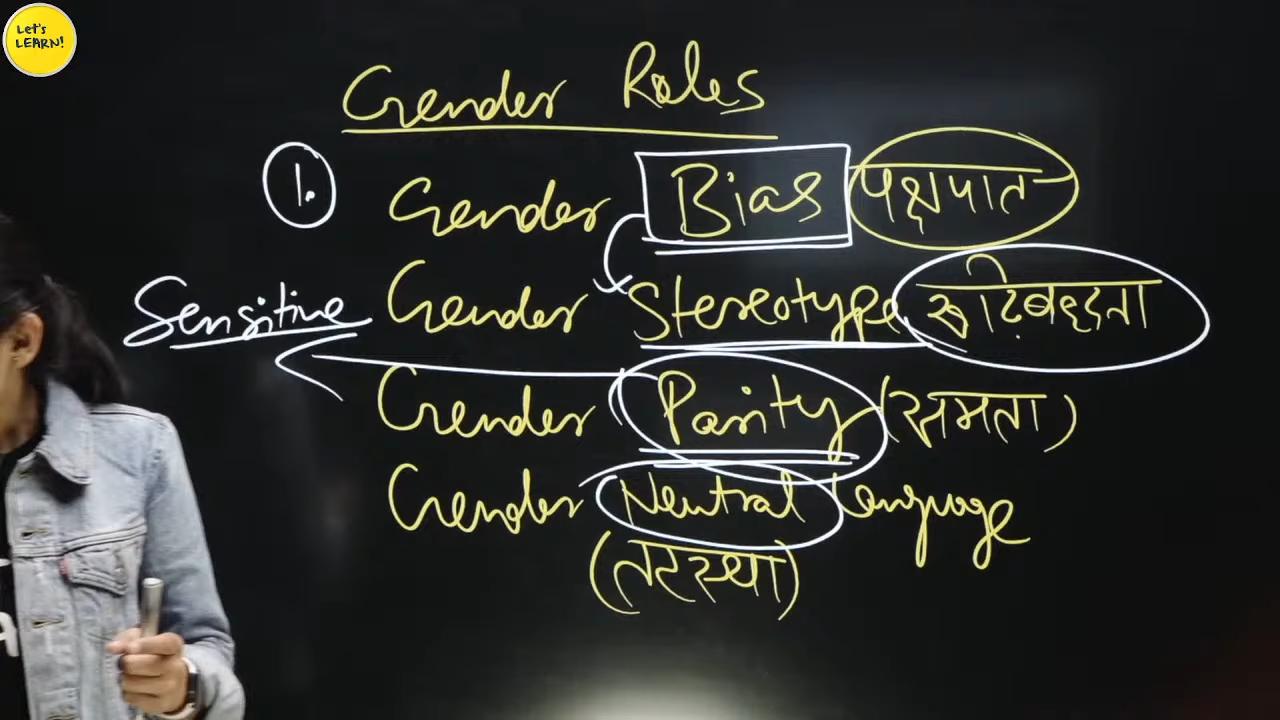 Let's
LEARN!
Gender Roles
1. Gender Bias पक्षपात
Sensitive Gender Stereotype रूढ़िबद्धता
Gender Parity (समता)
Gender Neutral language
(तटस्था)